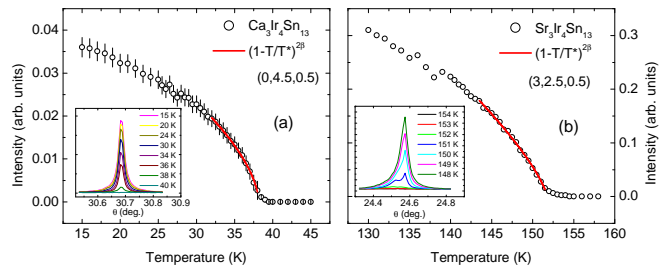 0.04
0.03
0.02
0.01
0.00
Intensity (arb. units)
Ca3Ir4Sn13
(1-T/T*)^2β
(0,4.5,0.5)
(a)
15 K
20 K
24 K
30 K
34 K
36 K
38 K
40 K
30.6 30.7 30.8 30.9
θ (deg.)
15 20 25 30 35 40 45
Temperature (K)
Sr3Ir4Sn13
(1-T/T*)^2β
(3,2.5,0.5)
(b)
154 K
153 K
152 K
151 K
150 K
149 K
148 K
24.4 24.6 24.8
θ (deg.)
130 135 140 145 150 155 160
Temperature (K)
0.3
0.2
0.1
0.0
Intensity (arb. units)